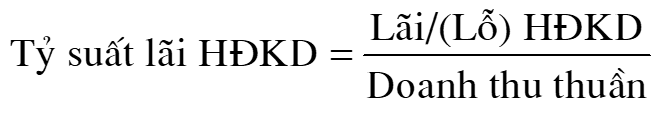 Tỷ suất lãi HĐKD = Lãi/(Lỗ) HĐKD
Doanh thu thuần